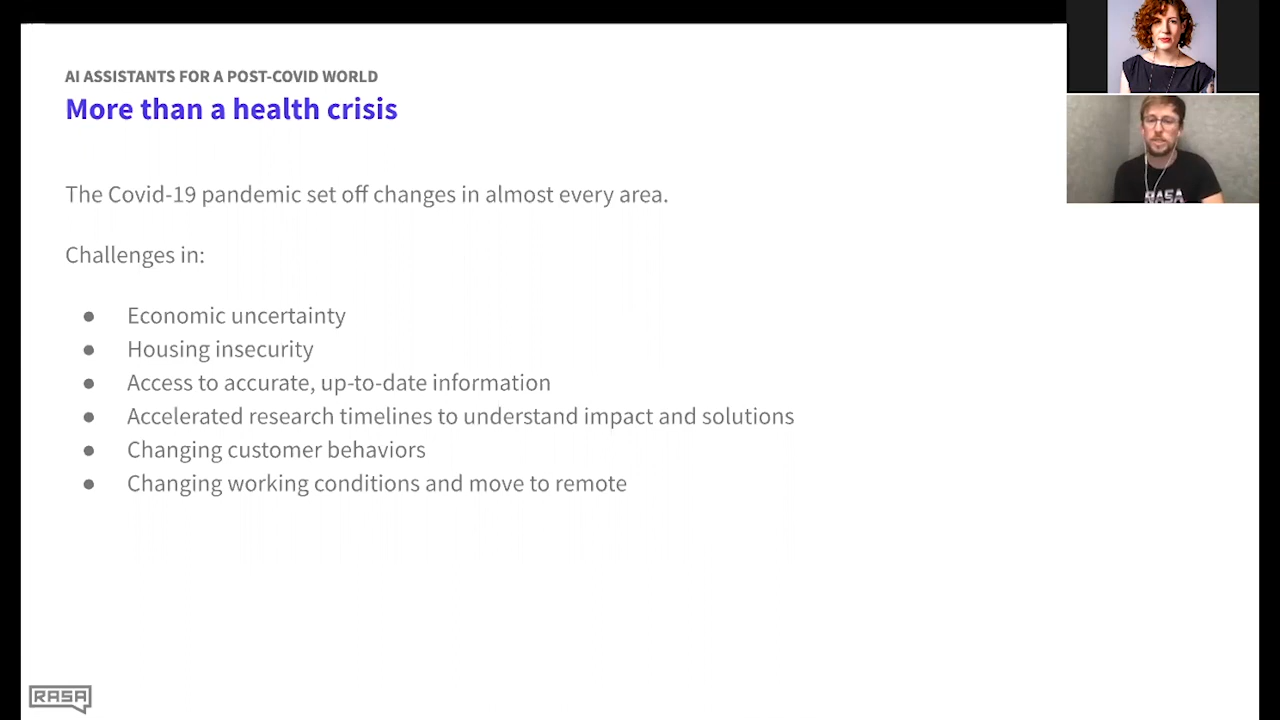 AI ASSISTANTS FOR A POST-COVID WORLD
More than a health crisis
The Covid-19 pandemic set off changes in almost every area.
Challenges in:
● Economic uncertainty
● Housing insecurity
● Access to accurate, up-to-date information
● Accelerated research timelines to understand impact and solutions
● Changing customer behaviors
● Changing working conditions and move to remote
RASA
RASA